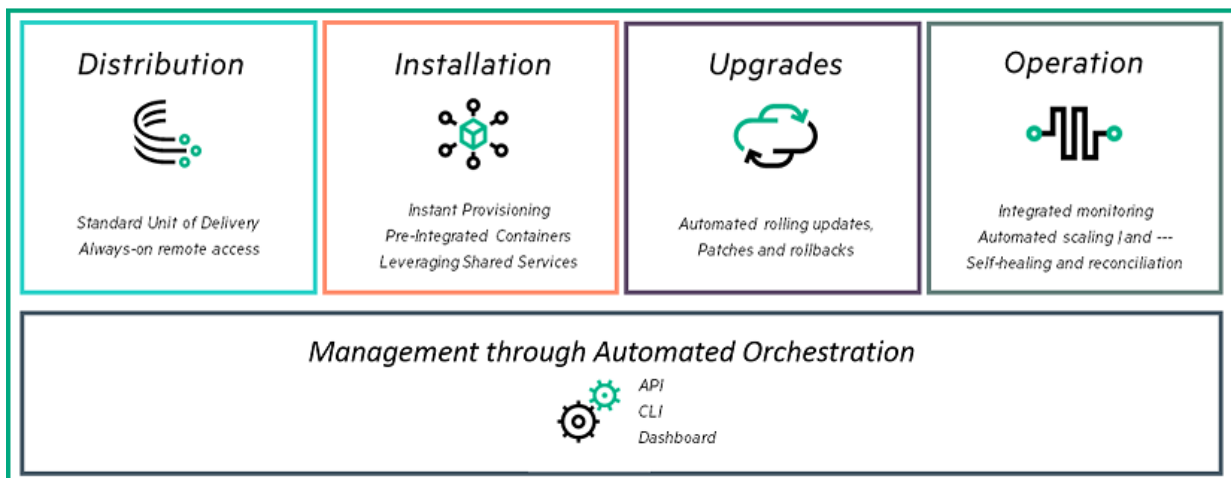 Distribution
Standard Unit of Delivery
Always-on remote access
Installation
Instant Provisioning
Pre-Integrated Containers
Leveraging Shared Services
Upgrades
Automated rolling updates,
Patches and rollbacks
Operation
Integrated monitoring
Automated scaling |and ---
Self-healing and reconciliation
Management through Automated Orchestration
API
CLI
Dashboard